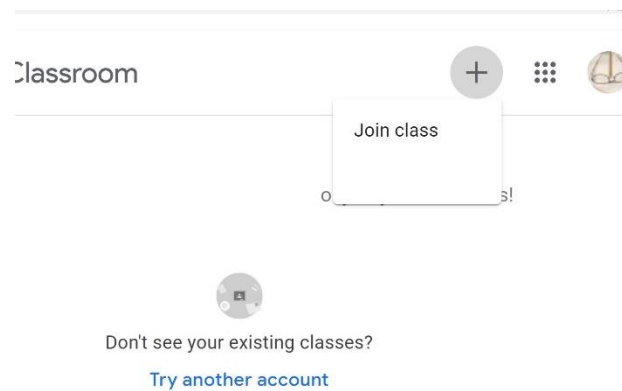 Classroom
Join class
s!
Don't see your existing classes?
Try another account